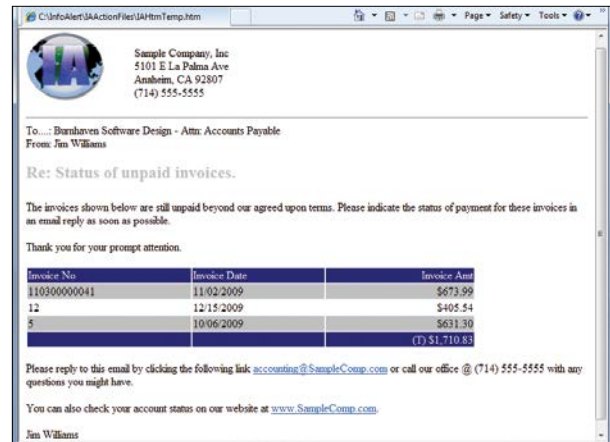 C:\InfoAlert\IAActionFiles\IAHtmTemp.htm
Page Safety Tools
IA
Sample Company, Inc
5101 E La Palma Ave
Anaheim, CA 92807
(714) 555-5555
To....: Burnhaven Software Design - Attn: Accounts Payable
From: Jim Williams
Re: Status of unpaid invoices.
The invoices shown below are still unpaid beyond our agreed upon terms. Please indicate the status of payment for these invoices in
an email reply as soon as possible.
Thank you for your prompt attention.
Invoice No Invoice Date Invoice Amt
110300000041 11/02/2009 $673.99
12 12/15/2009 $405.54
5 10/06/2009 $631.30
(T) $1,710.83
Please reply to this email by clicking the following link accounting@SampleComp.com or call our office @ (714) 555-5555 with any
questions you might have.
You can also check your account status on our website at www.SampleComp.com.
Jim Williams